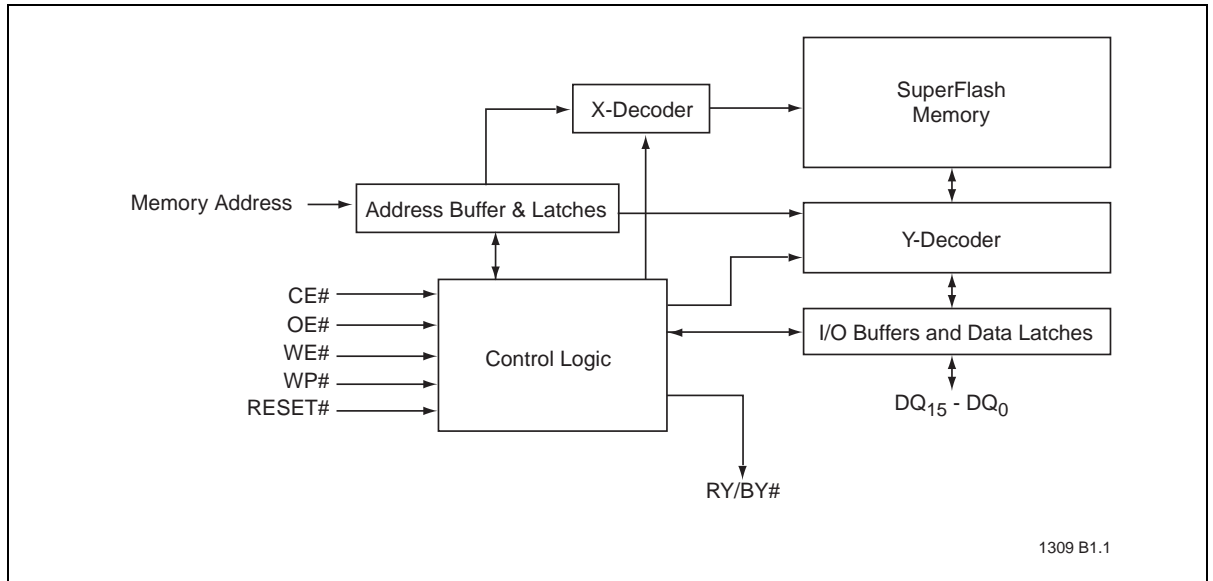 SuperFlash
Memory
X-Decoder
Memory Address
Address Buffer & Latches
Y-Decoder
CE#
OE#
WE#
WP#
RESET#
Control Logic
I/O Buffers and Data Latches
DQ15 - DQ0
RY/BY#
1309 B1.1